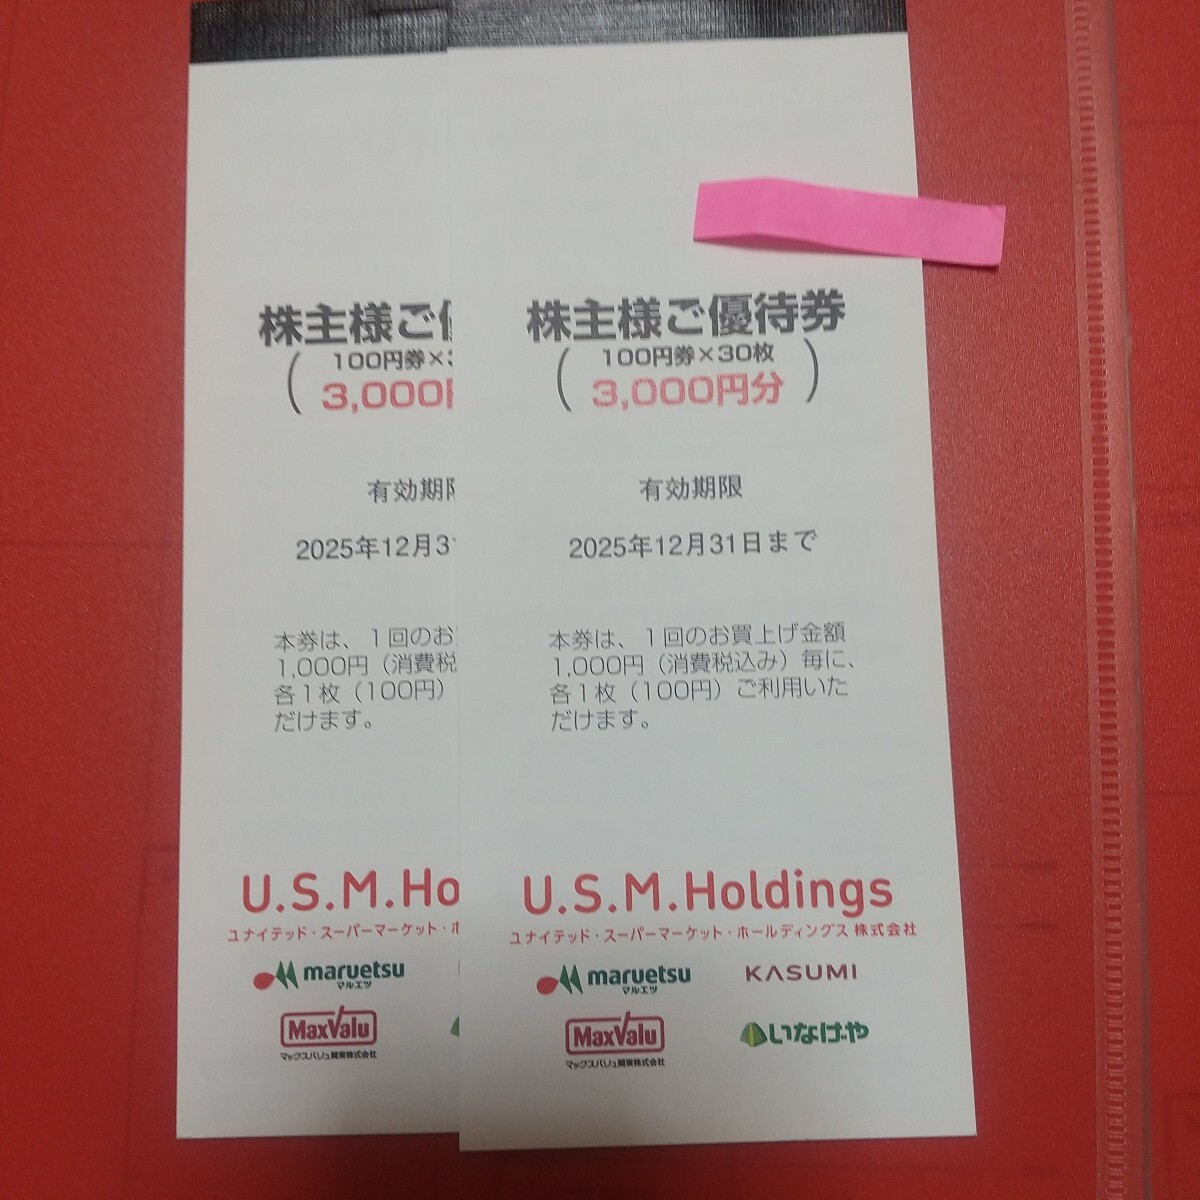 株主様ご
100円券×3
3,000円
有効期限
2025年12月31
本券は、１回のお
1,000円（消費税
各１枚（100円）
だけます。
U.S.M.Ho
ユナイテッド・スーパーマーケット・ホ
maruetsu
マルエツ
MaxValu
マックスバリュ関東株式会社
株主様ご優待券
（100円券×30枚
3,000円分）
有効期限
2025年12月31日まで
本券は、１回のお買上げ金額
1,000円（消費税込み）毎に、
各１枚（100円）ご利用いた
だけます。
U.S.M.Holdings
ユナイテッド・スーパーマーケット・ホールディングス 株式会社
maruetsu
マルエツ
KASUMI
MaxValu
マックスバリュ関東株式会社
いなげや